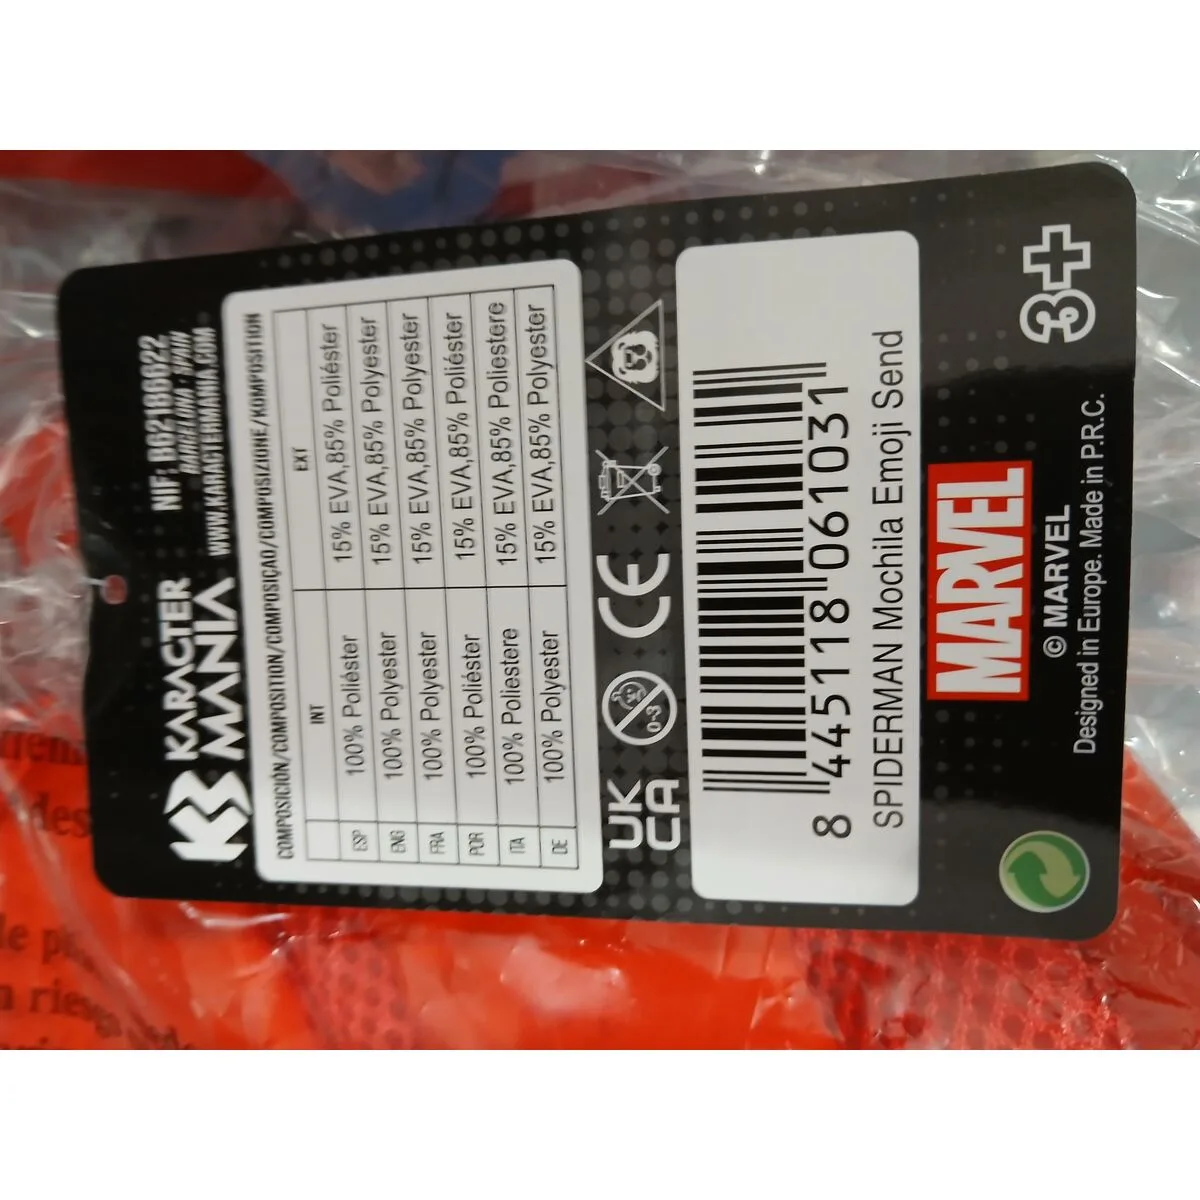 KARACTER
MANIA
NIF: B62186622
BARCELONA - SPAIN
WWW.KARACTERMANIA.COM
COMPOSICIÓN/COMPOSITION/COMPOSIÇAO/COMPOSIZIONE/KOMPOSITION
INT EXT
ESP 100% Poliéster 15% EVA,85% Poliéster
ENG 100% Polyester 15% EVA,85% Polyester
FRA 100% Polyester 15% EVA,85% Polyester
POR 100% Poliéster 15% EVA,85% Poliéster
ITA 100% Poliestere 15% EVA,85% Poliestere
DE 100% Polyester 15% EVA,85% Polyester
UK
CA
0-3
CE
8 445118 061031
SPIDERMAN Mochila Emoji Send
MARVEL
© MARVEL
Designed in Europe. Made in P.R.C.
3+
des